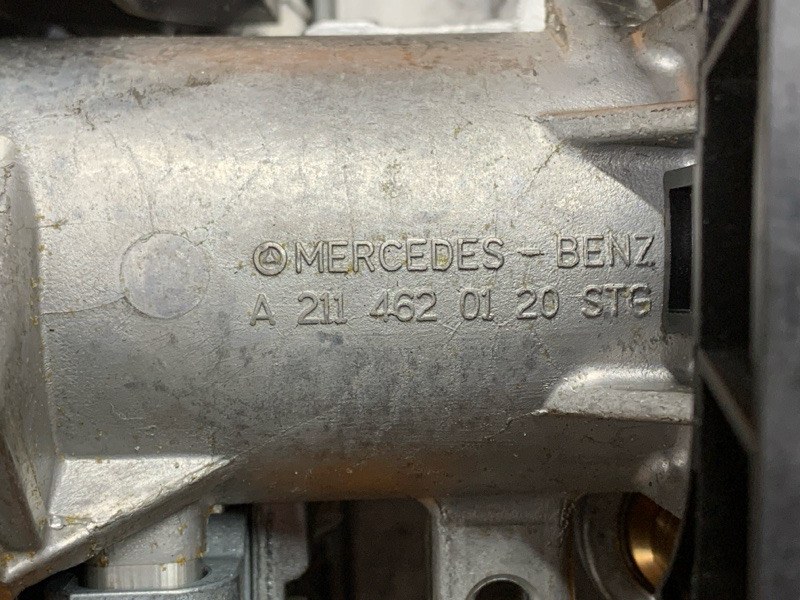 MERCEDES - BENZ
A 211 462 01 20 STG